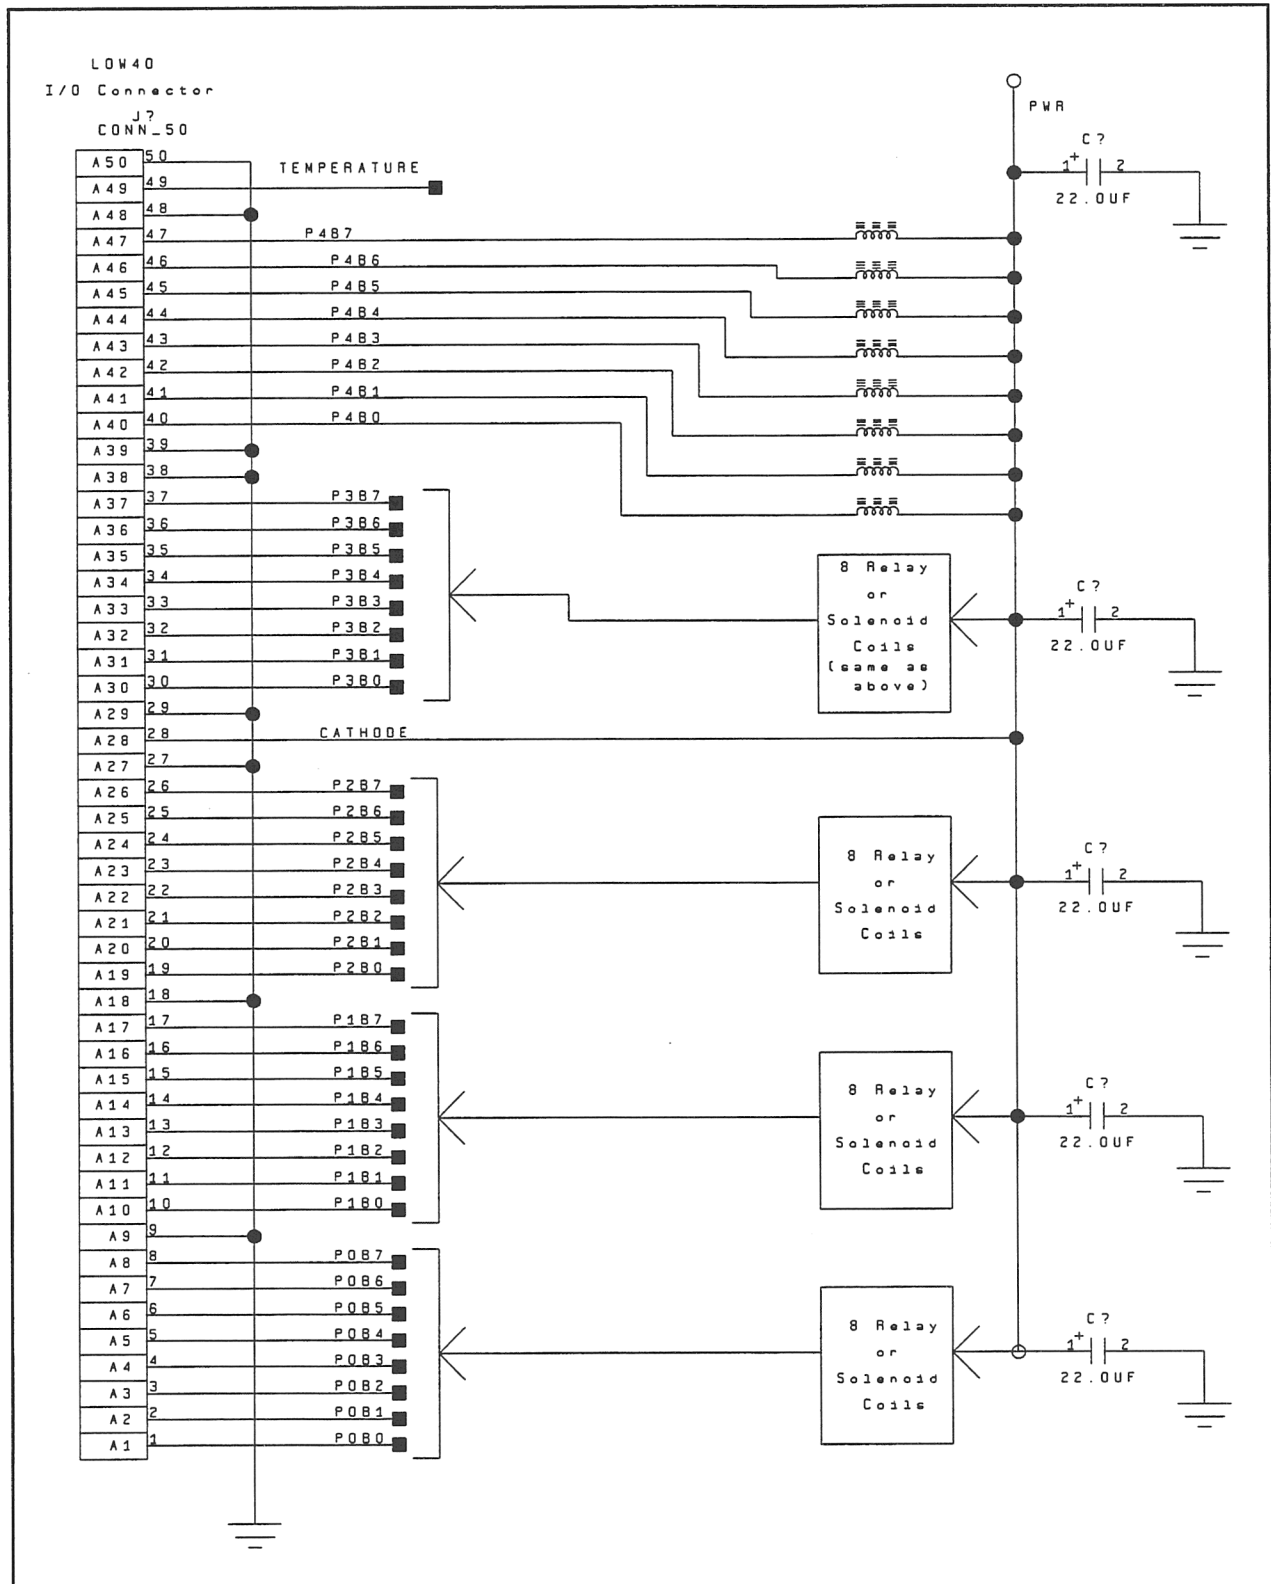 LOW40
I/O Connector
J?
CONN_50
PWR
C?
1 + 2
22.0UF
A50 50
TEMPERATURE
A49 49
A48 48
A47 47 P4B7
A46 46 P4B6
A45 45 P4B5
A44 44 P4B4
A43 43 P4B3
A42 42 P4B2
A41 41 P4B1
A40 40 P4B0
A39 39
A38 38
A37 37 P3B7
A36 36 P3B6
A35 35 P3B5
A34 34 P3B4
A33 33 P3B3
A32 32 P3B2
A31 31 P3B1
A30 30 P3B0
8 Relay
or
Solenoid
Coils
(same as
above)
C?
1 + 2
22.0UF
A29 29
A28 28 CATHODE
A27 27
A26 26 P2B7
A25 25 P2B6
A24 24 P2B5
A23 23 P2B4
A22 22 P2B3
A21 21 P2B2
A20 20 P2B1
A19 19 P2B0
8 Relay
or
Solenoid
Coils
C?
1 + 2
22.0UF
A18 18
A17 17 P1B7
A16 16 P1B6
A15 15 P1B5
A14 14 P1B4
A13 13 P1B3
A12 12 P1B2
A11 11 P1B1
A10 10 P1B0
8 Relay
or
Solenoid
Coils
C?
1 + 2
22.0UF
A9 9
A8 8 P0B7
A7 7 P0B6
A6 6 P0B5
A5 5 P0B4
A4 4 P0B3
A3 3 P0B2
A2 2 P0B1
A1 1 P0B0
8 Relay
or
Solenoid
Coils
C?
1 + 2
22.0UF